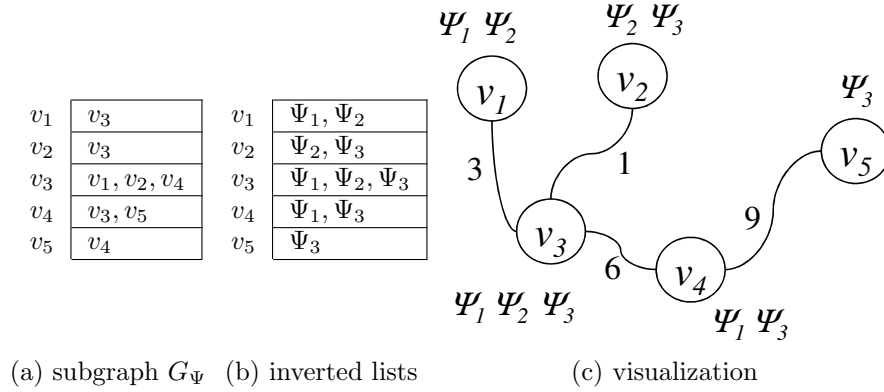 v1 v3
v2 v3
v3 v1, v2, v4
v4 v3, v5
v5 v4
v1 Ψ1, Ψ2
v2 Ψ2, Ψ3
v3 Ψ1, Ψ2, Ψ3
v4 Ψ1, Ψ3
v5 Ψ3
Ψ1 Ψ2
Ψ2 Ψ3
v1
v2
Ψ3
v5
3
1
9
v3
6
v4
Ψ1 Ψ2 Ψ3
Ψ1 Ψ3
(a) subgraph GΨ
(b) inverted lists
(c) visualization